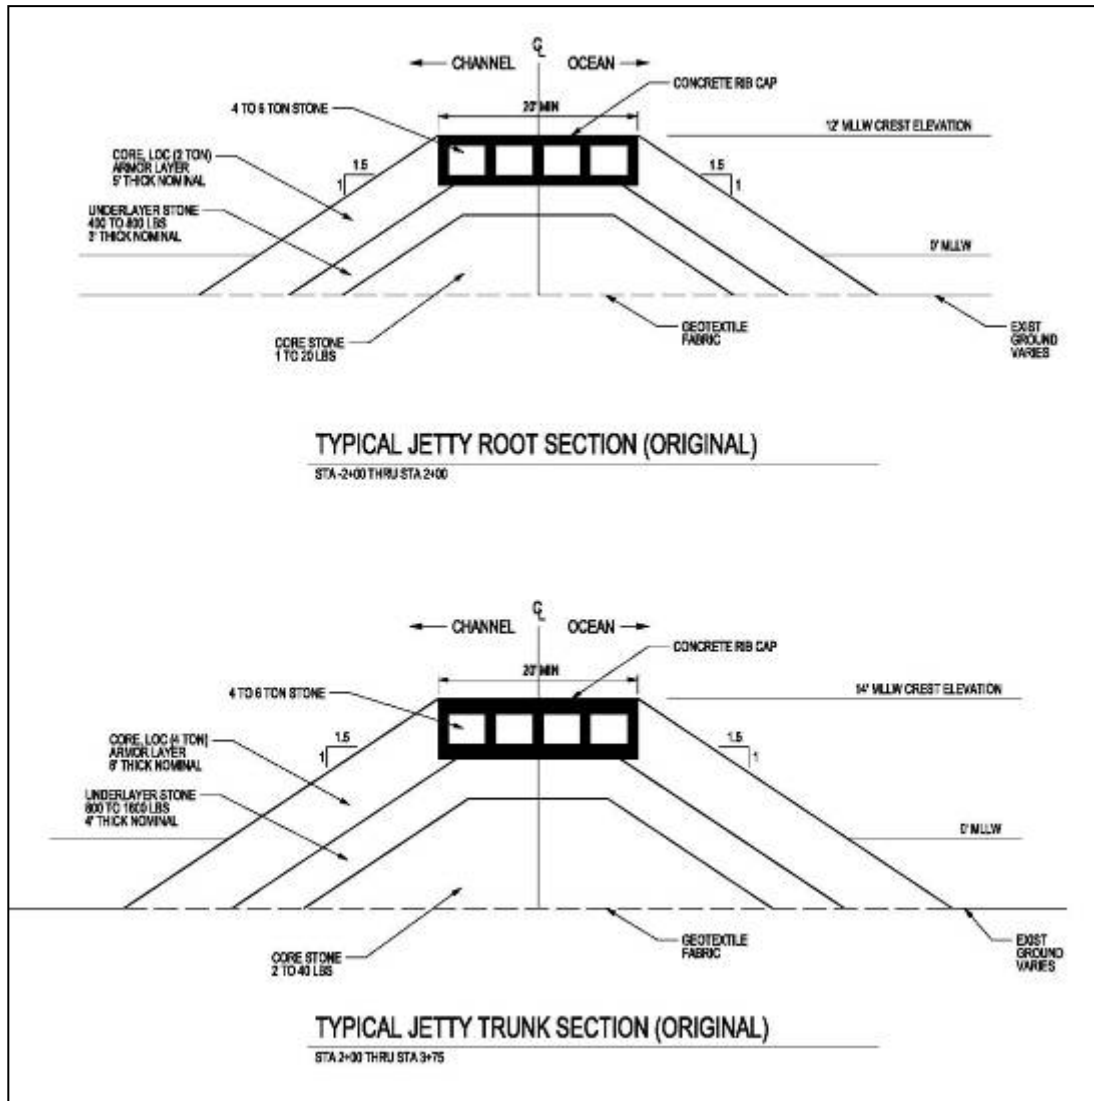 ℄
CHANNEL OCEAN
CONCRETE RIB CAP
4 TO 6 TON STONE
20' MIN
12' MLLW CREST ELEVATION
CORE, LOC (2 TON)
ARMOR LAYER
5' THICK NOMINAL
1.5
1
1.5
1
UNDERLAYER STONE
400 TO 800 LBS
3' THICK NOMINAL
0' MLLW
CORE STONE
1 TO 20 LBS
GEOTEXTILE
FABRIC
EXIST
GROUND
VARIES
TYPICAL JETTY ROOT SECTION (ORIGINAL)
STA -2+00 THRU STA 2+00
℄
CHANNEL OCEAN
CONCRETE RIB CAP
20' MIN
4 TO 6 TON STONE
14' MLLW CREST ELEVATION
CORE, LOC (4 TON)
ARMOR LAYER
6' THICK NOMINAL
1.5
1
1.5
1
UNDERLAYER STONE
800 TO 1600 LBS
4' THICK NOMINAL
0' MLLW
CORE STONE
2 TO 40 LBS
GEOTEXTILE
FABRIC
EXIST
GROUND
VARIES
TYPICAL JETTY TRUNK SECTION (ORIGINAL)
STA 2+00 THRU STA 3+75